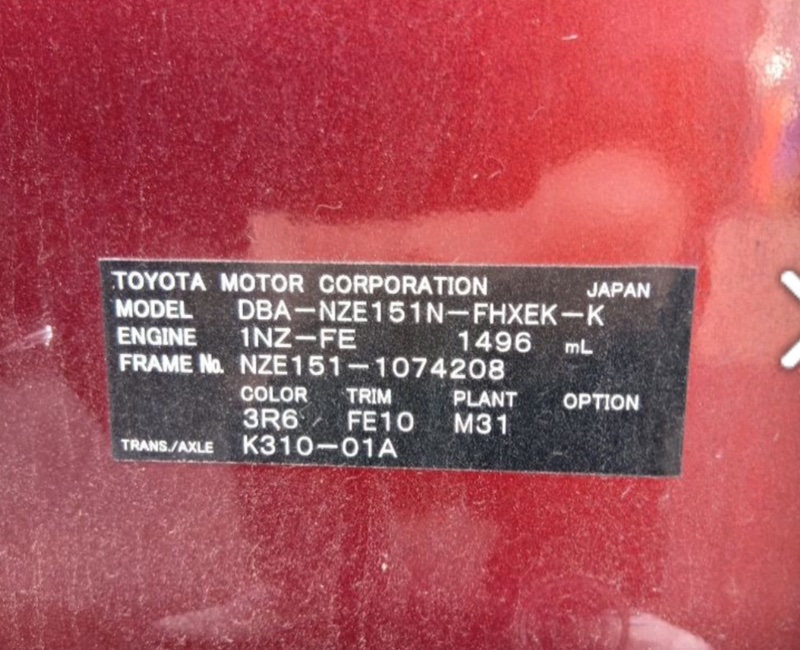 TOYOTA MOTOR CORPORATION JAPAN
MODEL DBA-NZE151N-FHXEK-K
ENGINE 1NZ-FE 1496 mL
FRAME No. NZE151-1074208
COLOR TRIM PLANT OPTION
3R6 FE10 M31
TRANS./AXLE K310-01A